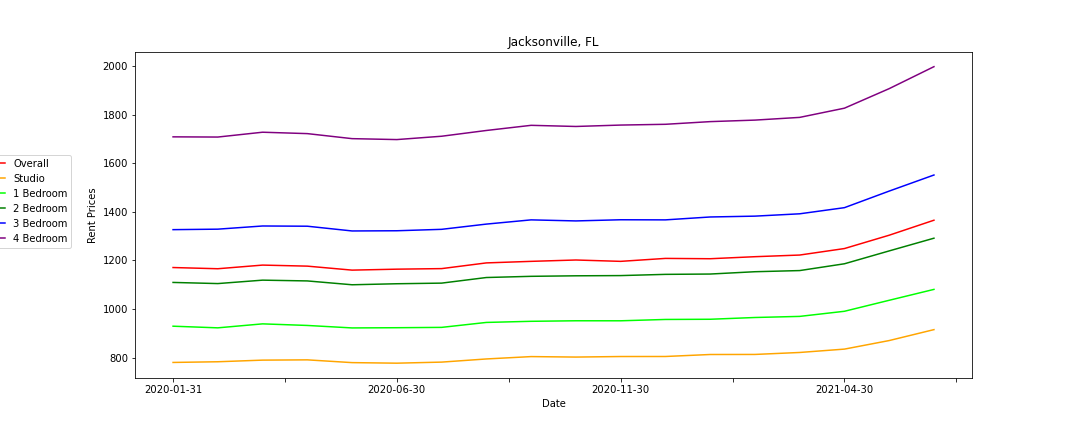 Jacksonville, FL
2000
1800
1600
1400
1200
1000
800
Rent Prices
Overall
Studio
1 Bedroom
2 Bedroom
3 Bedroom
4 Bedroom
2020-01-31
2020-06-30
2020-11-30
2021-04-30
Date